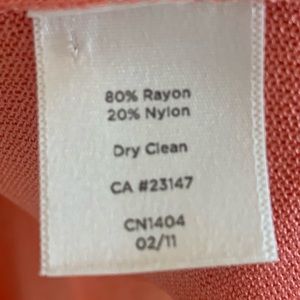 80% Rayon
20% Nylon
Dry Clean
CA #23147
CN1404
02/11